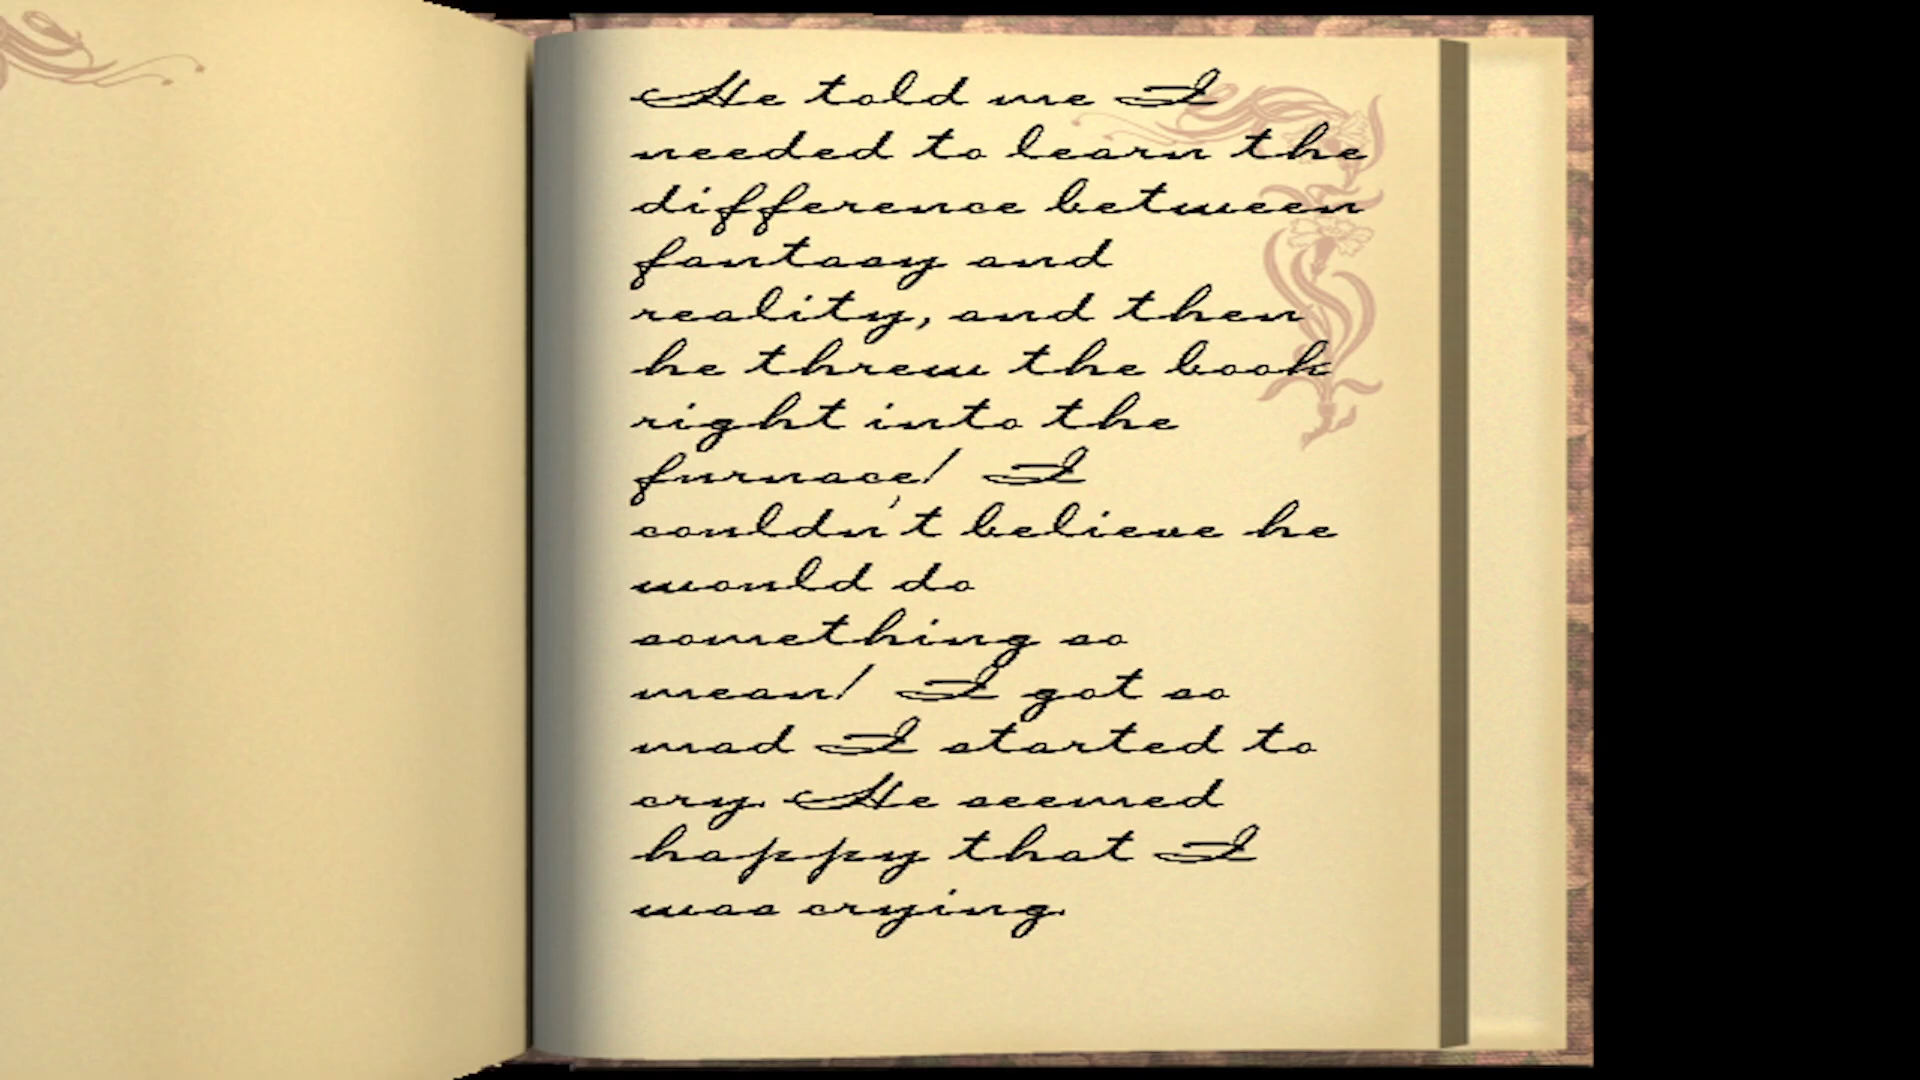 He told me I
needed to learn the
difference between
fantasy and
reality, and then
he threw the book
right into the
furnace! I
couldn't believe he
would do
something so
mean! I got so
mad I started to
cry. He seemed
happy that I
was crying.